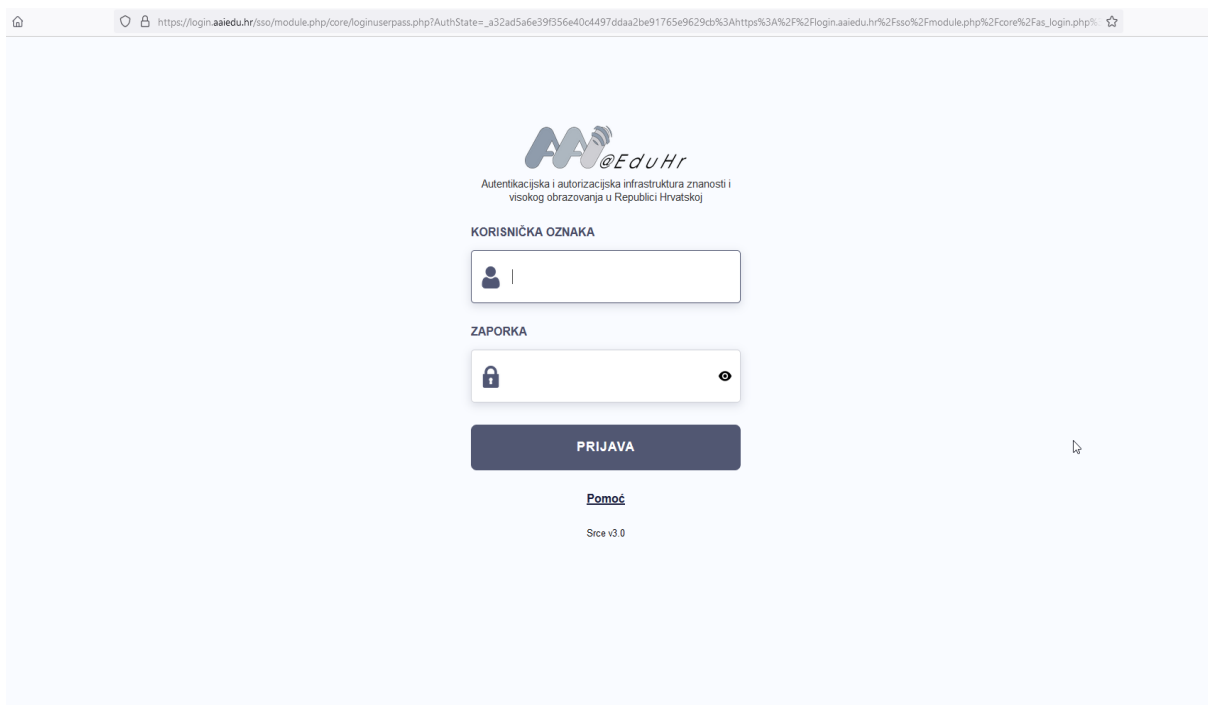 https://login.aaiedu.hr/sso/module.php/core/loginuserpass.php?AuthState=_a32ad5a6e39f356e40c4497ddaa2be91765e9629cb%3Ahttps%3A%2F%2Flogin.aaiedu.hr%2Fsso%2Fmodule.php%2Fcore%2Fas_login.php%
AAI@EduHr
Autentikacijska i autorizacijska infrastruktura znanosti i
visokog obrazovanja u Republici Hrvatskoj
KORISNIČKA OZNAKA
ZAPORKA
PRIJAVA
Pomoć
Srce v3.0